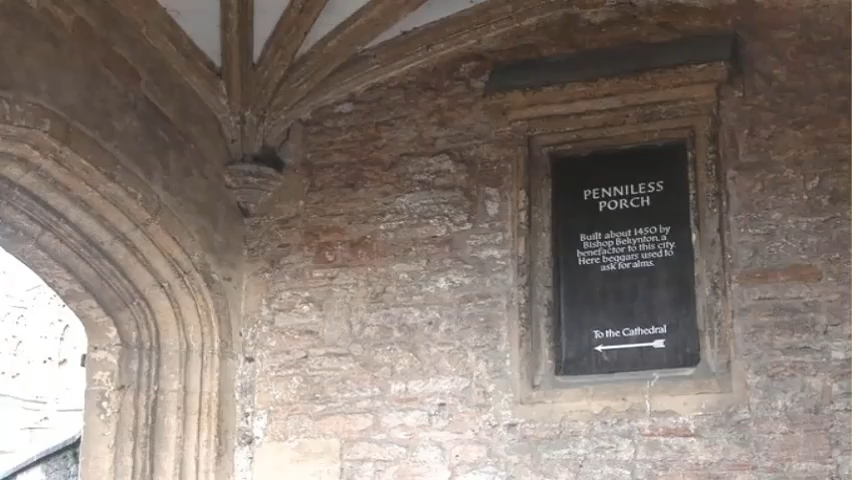 PENNILESS
PORCH
Built about 1450 by
Bishop Bekynton, a
benefactor to this city.
Here beggars used to
ask for alms.
To the Cathedral